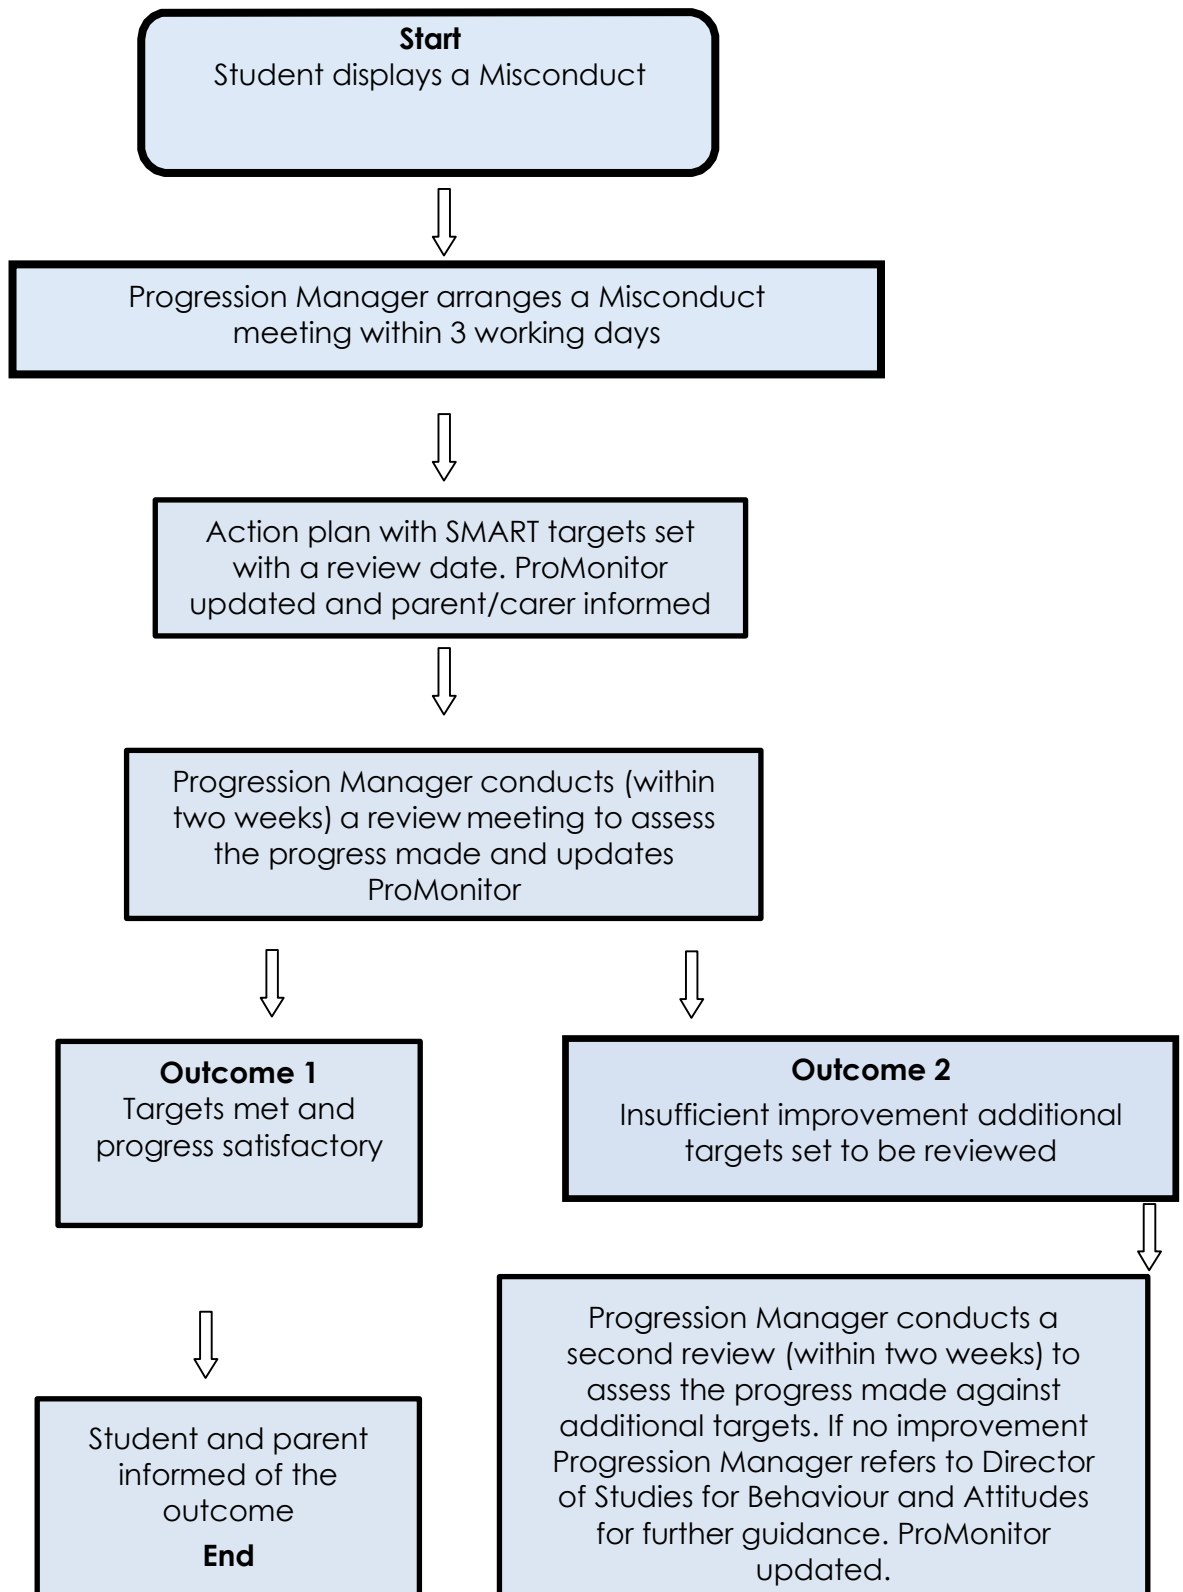 Start
Student displays a Misconduct
Progression Manager arranges a Misconduct
meeting within 3 working days
Action plan with SMART targets set
with a review date. ProMonitor
updated and parent/carer informed
Progression Manager conducts (within
two weeks) a review meeting to assess
the progress made and updates
ProMonitor
Outcome 1
Targets met and
progress satisfactory
Outcome 2
Insufficient improvement additional
targets set to be reviewed
Student and parent
informed of the
outcome
End
Progression Manager conducts a
second review (within two weeks) to
assess the progress made against
additional targets. If no improvement
Progression Manager refers to Director
of Studies for Behaviour and Attitudes
for further guidance. ProMonitor
updated.